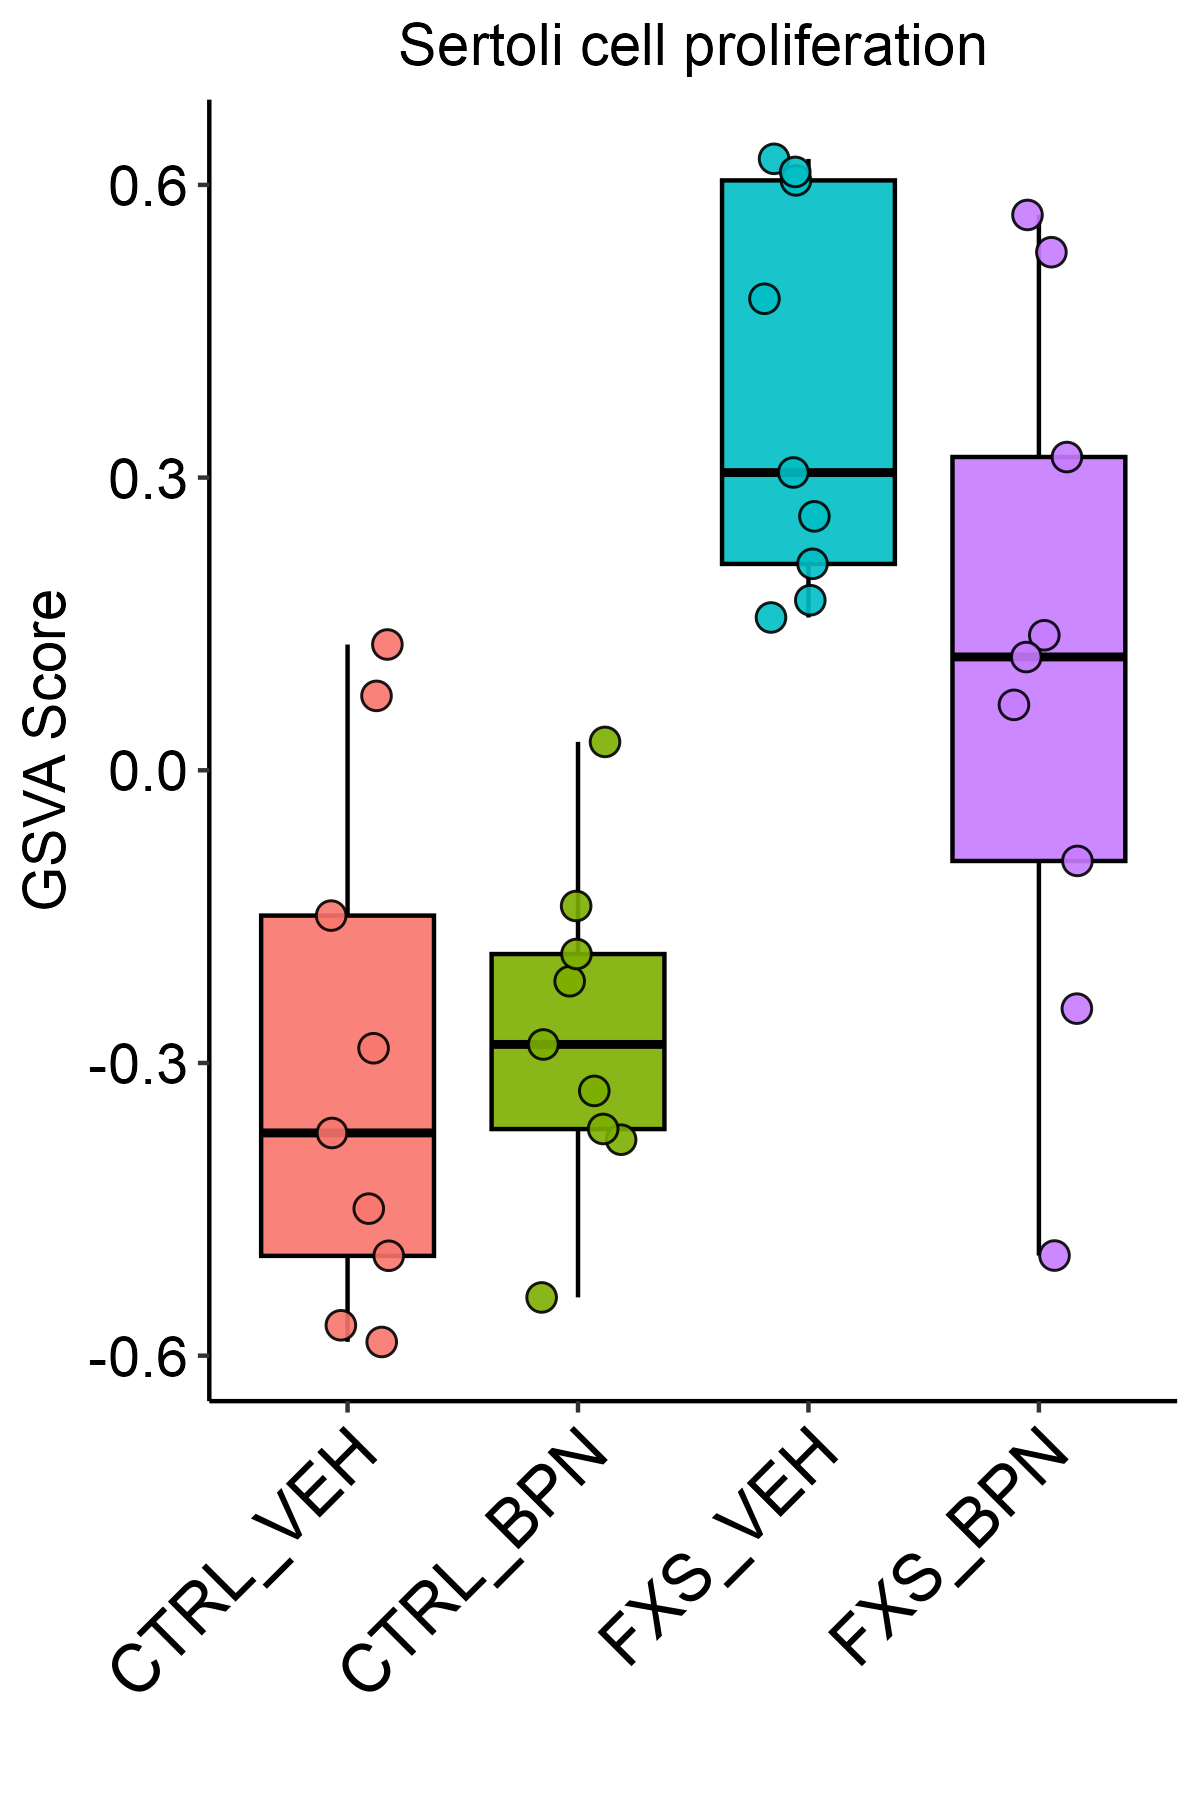 Sertoli cell proliferation
GSVA Score
0.6
0.3
0.0
-0.3
-0.6
CTRL_VEH
CTRL_BPN
FXS_VEH
FXS_BPN